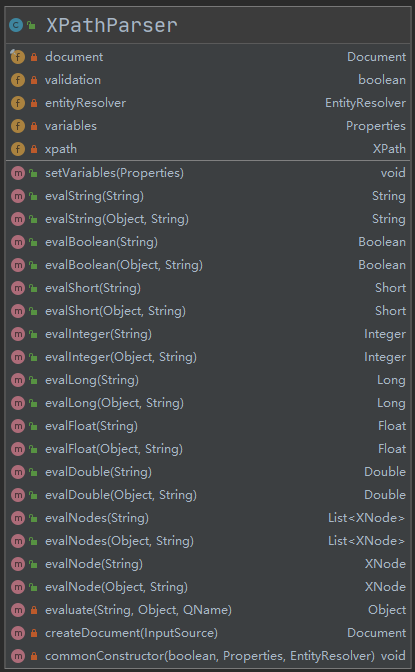 C XPathParser
f document Document
f validation boolean
f entityResolver EntityResolver
f variables Properties
f xpath XPath
m setVariables(Properties) void
m evalString(String) String
m evalString(Object, String) String
m evalBoolean(String) Boolean
m evalBoolean(Object, String) Boolean
m evalShort(String) Short
m evalShort(Object, String) Short
m evalInteger(String) Integer
m evalInteger(Object, String) Integer
m evalLong(String) Long
m evalLong(Object, String) Long
m evalFloat(String) Float
m evalFloat(Object, String) Float
m evalDouble(String) Double
m evalDouble(Object, String) Double
m evalNodes(String) List<XNode>
m evalNodes(Object, String) List<XNode>
m evalNode(String) XNode
m evalNode(Object, String) XNode
m evaluate(String, Object, QName) Object
m createDocument(InputSource) Document
m commonConstructor(boolean, Properties, EntityResolver) void